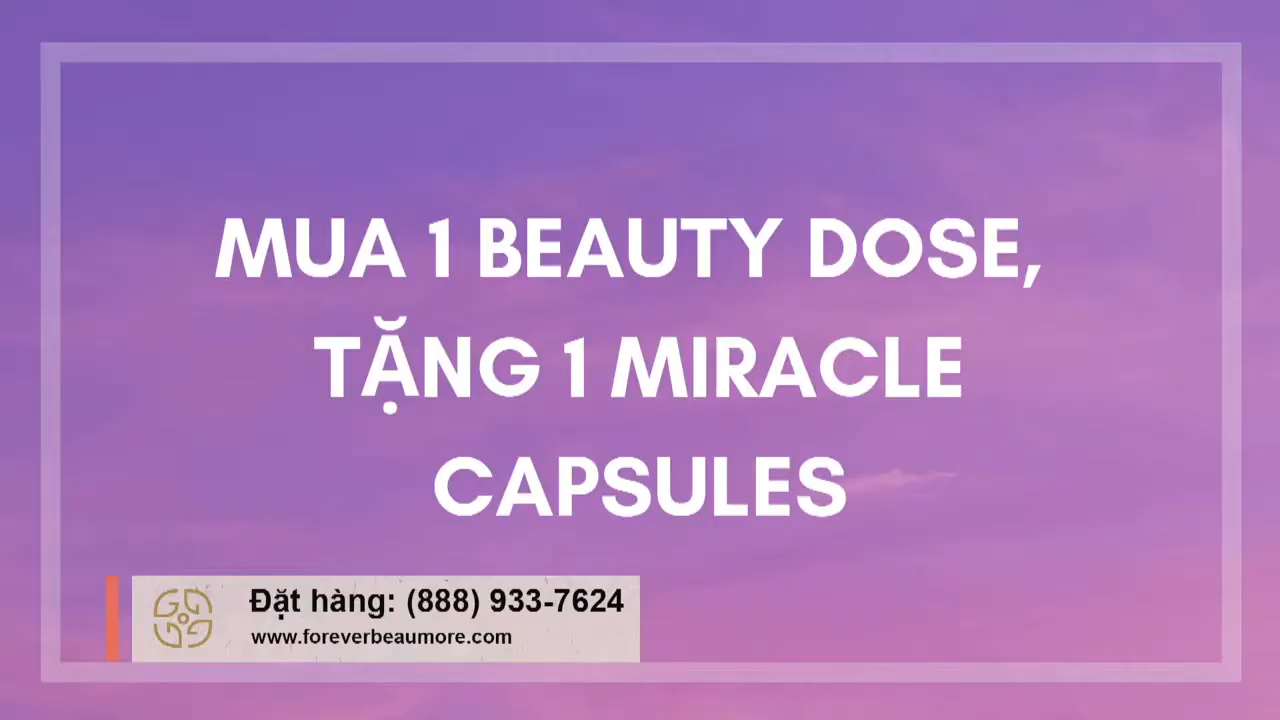 MUA 1 BEAUTY DOSE,
TẶNG 1 MIRACLE
CAPSULES
Đặt hàng: (888) 933-7624
www.foreverbeaumore.com